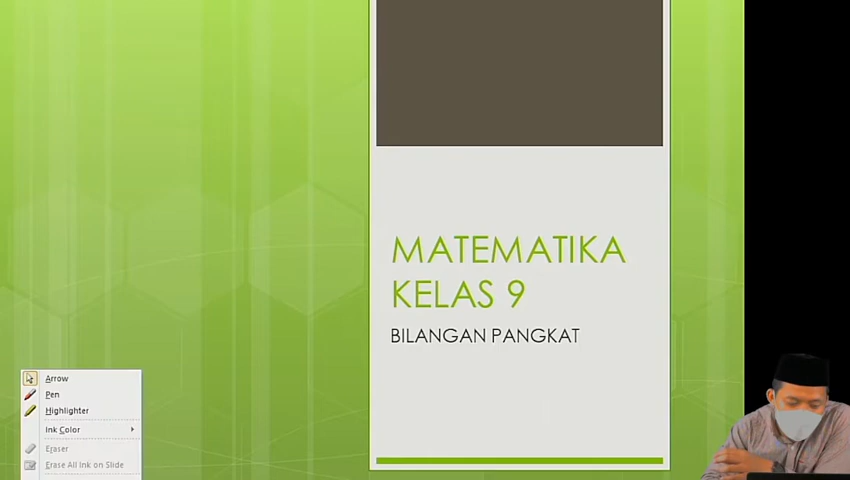 MATEMATIKA
KELAS 9
BILANGAN PANGKAT
Arrow
Pen
Highlighter
Ink Color
Eraser
Erase All Ink on Slide